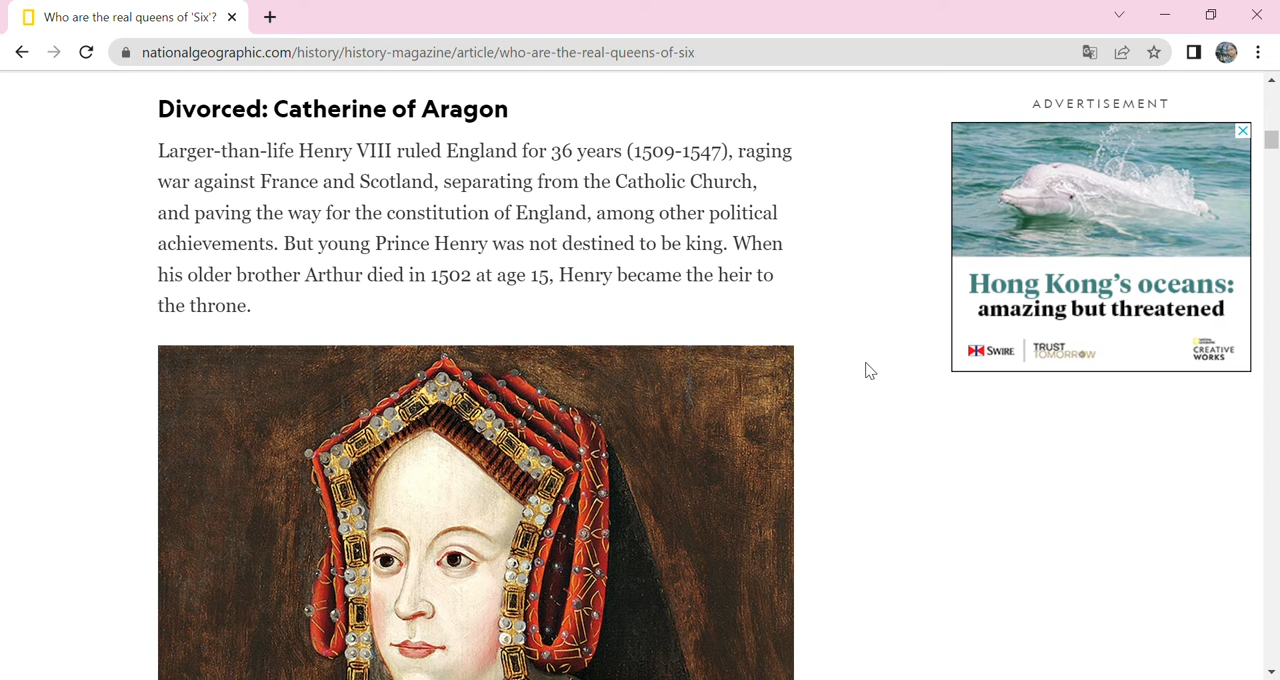 Who are the real queens of 'Six'?
nationalgeographic.com/history/history-magazine/article/who-are-the-real-queens-of-six
Divorced: Catherine of Aragon
Larger-than-life Henry VIII ruled England for 36 years (1509-1547), raging
war against France and Scotland, separating from the Catholic Church,
and paving the way for the constitution of England, among other political
achievements. But young Prince Henry was not destined to be king. When
his older brother Arthur died in 1502 at age 15, Henry became the heir to
the throne.
ADVERTISEMENT
Hong Kong's oceans:
amazing but threatened
SWIRE
TRUST
TOMORROW
NATIONAL GEOGRAPHIC
CREATIVE
WORKS